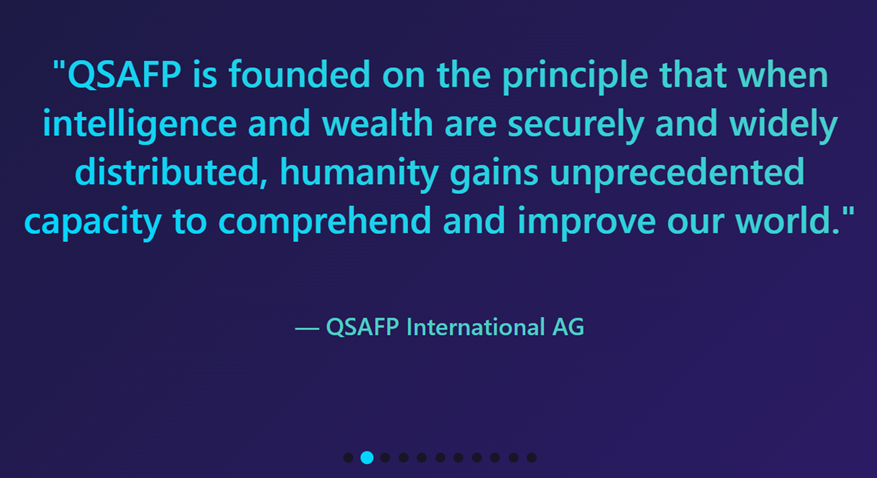 "QSAFP is founded on the principle that when
intelligence and wealth are securely and widely
distributed, humanity gains unprecedented
capacity to comprehend and improve our world."
— QSAFP International AG